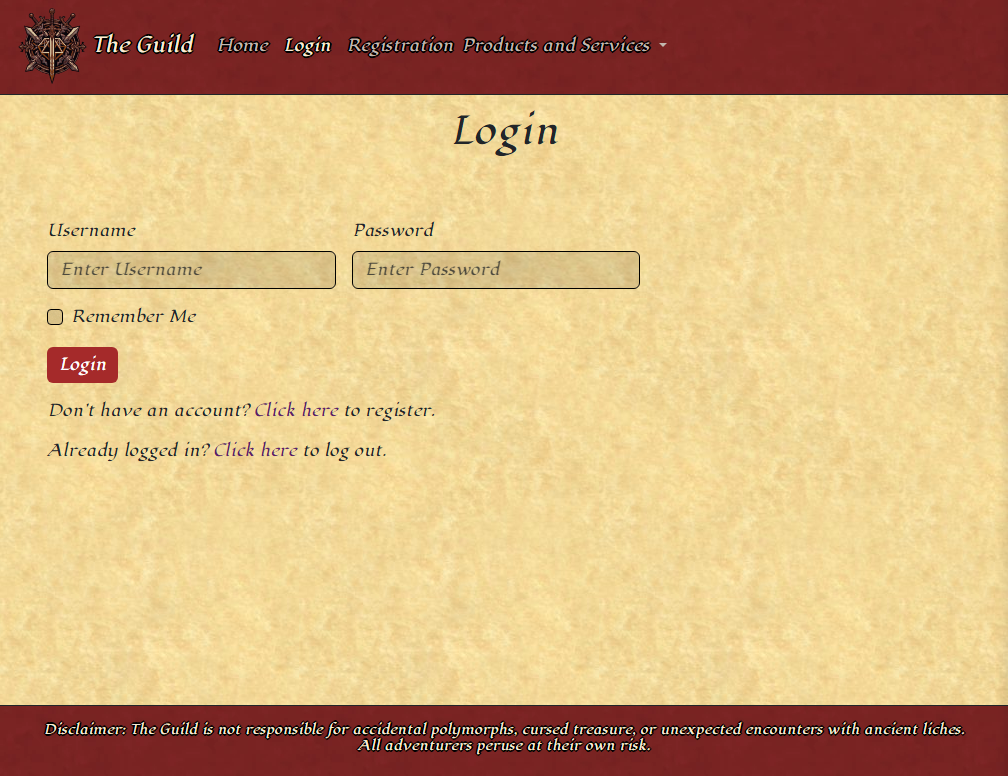 The Guild Home Login Registration Products and Services
Login
Username Password
Enter Username Enter Password
Remember Me
Login
Don't have an account? Click here to register.
Already logged in? Click here to log out.
Disclaimer: The Guild is not responsible for accidental polymorphs, cursed treasure, or unexpected encounters with ancient liches.
All adventurers peruse at their own risk.